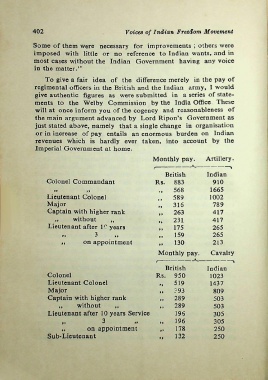 402 Voices of Indian Freedom Movement
Some of them were necessary for improvements ; others were
imposed with little or no reference to Indian wants, and in
most cases without the Indian Government having any voice
in the matter."
To give a fair idea of the difference merely in the pay of
regimental officers in the British and the Indian army, I would
give authentic figures as were submitted in a series of state-
ments to the Welby Commission by the India Office. These
will at once inform you of the cogency and reasonableness of
the main argument advanced by Lord Ripon's Government as
just stated above, namely that a single change in organisation
or in increase of pay entails an enormous burden on Indian
revenues which is hardly ever taken, into account by the
Imperial Government at home.
Monthly pay. Artillery.
British Indian
Colonel Commandant Rs. 883 910
„ „ „ 568 1665
Lieutenant Colonel „ 589 1002
Major „ 316 789
Captain with higher rank „ 263 417
„ without „ „ 231 417
Lieutenant after 10 years „ 175 265
„ 3 „ „ 159 265
„ on appointment „ 130 213
Monthly pay. Cavalry
British Indian
Colonel Rs. 950 1023
Lieutenant Colonel „ 519 1437
Major „ 393 809
Captain with higher rank „ 289 503
„ without „ „ 289 503
Lieutenant after 10 years Service 196 305
„ 3 „ „ 196 305
„ on appointment „ 178 250
Sub-Lieutenant „ 132 250